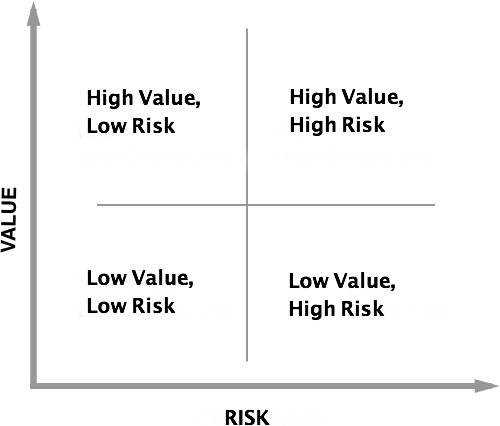 High Value,
Low Risk
High Value,
High Risk
VALUE
Low Value,
Low Risk
Low Value,
High Risk
RISK